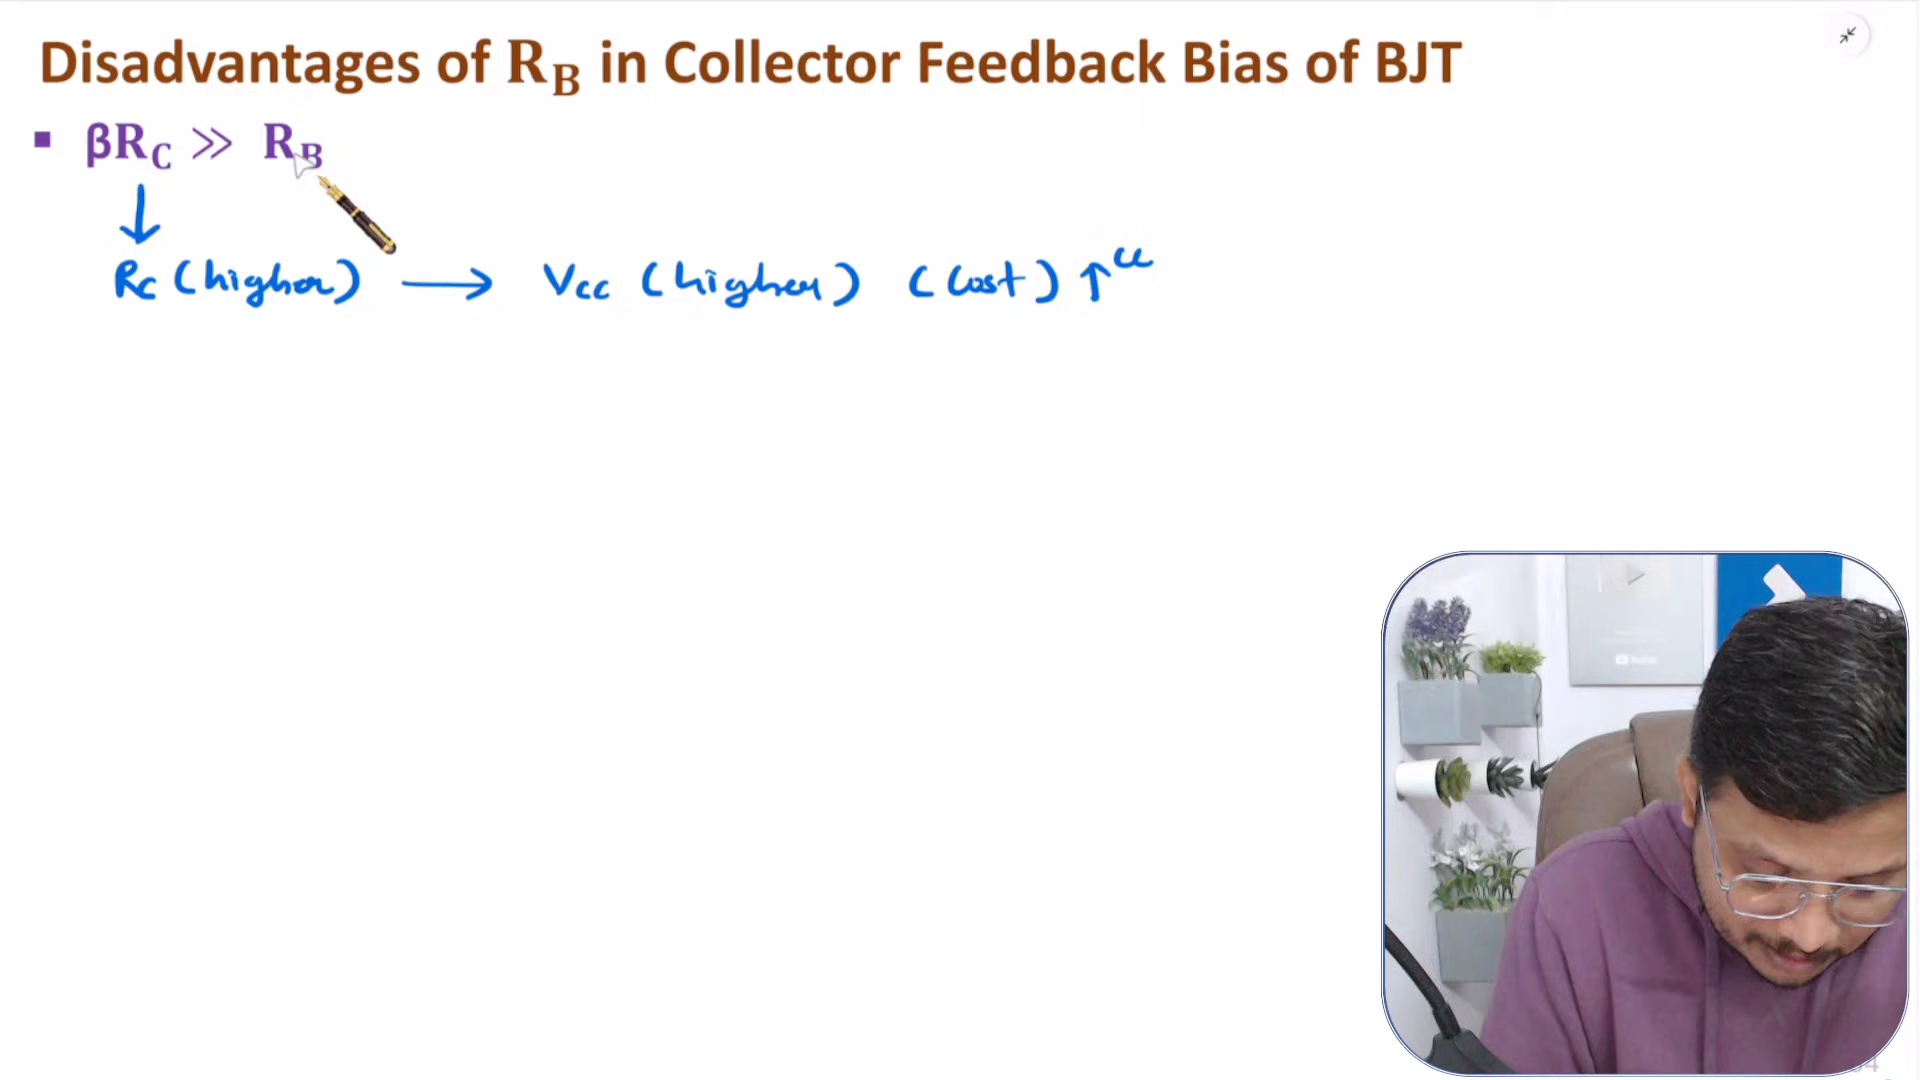 Disadvantages of R_B in Collector Feedback Bias of BJT
▪ βR_C ≫ R_B
↓
Rc (higher) → Vcc (higher) (Cost) ↑